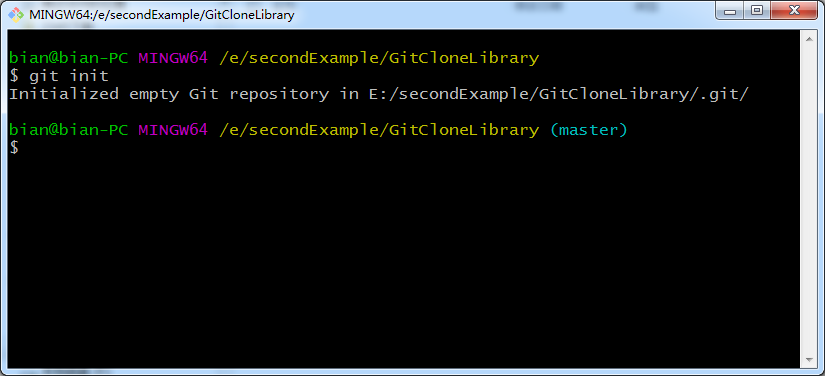 MINGW64:/e/secondExample/GitCloneLibrary
bian@bian-PC MINGW64 /e/secondExample/GitCloneLibrary
$ git init
Initialized empty Git repository in E:/secondExample/GitCloneLibrary/.git/
bian@bian-PC MINGW64 /e/secondExample/GitCloneLibrary (master)
$